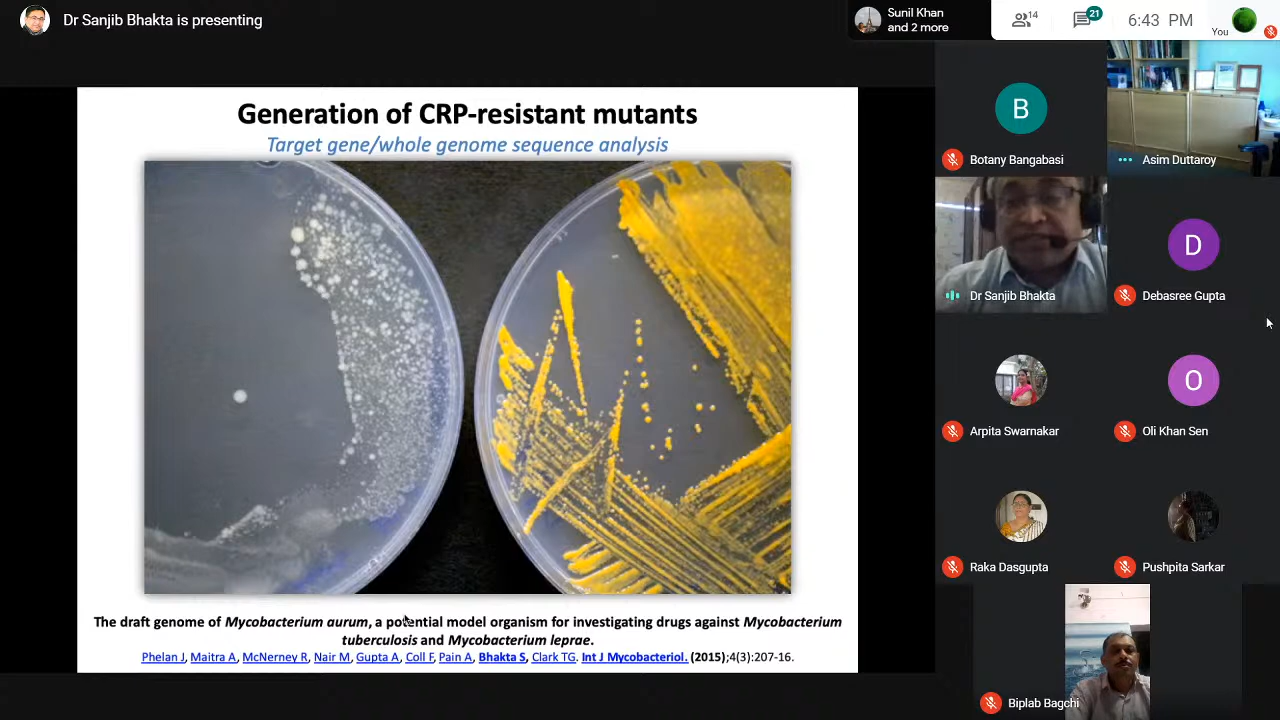 Dr Sanjib Bhakta is presenting
Sunil Khan
and 2 more
14
21
6:43 PM
You
Generation of CRP-resistant mutants
Target gene/whole genome sequence analysis
The draft genome of Mycobacterium aurum, a potential model organism for investigating drugs against Mycobacterium
tuberculosis and Mycobacterium leprae.
Phelan J, Maitra A, McNerney R, Nair M, Gupta A, Coll F, Pain A, Bhakta S, Clark TG. Int J Mycobacteriol. (2015);4(3):207-16.
B
Botany Bangabasi
Asim Duttaroy
Dr Sanjib Bhakta
D
Debasree Gupta
Arpita Swarnakar
O
Oli Khan Sen
Raka Dasgupta
Pushpita Sarkar
Biplab Bagchi